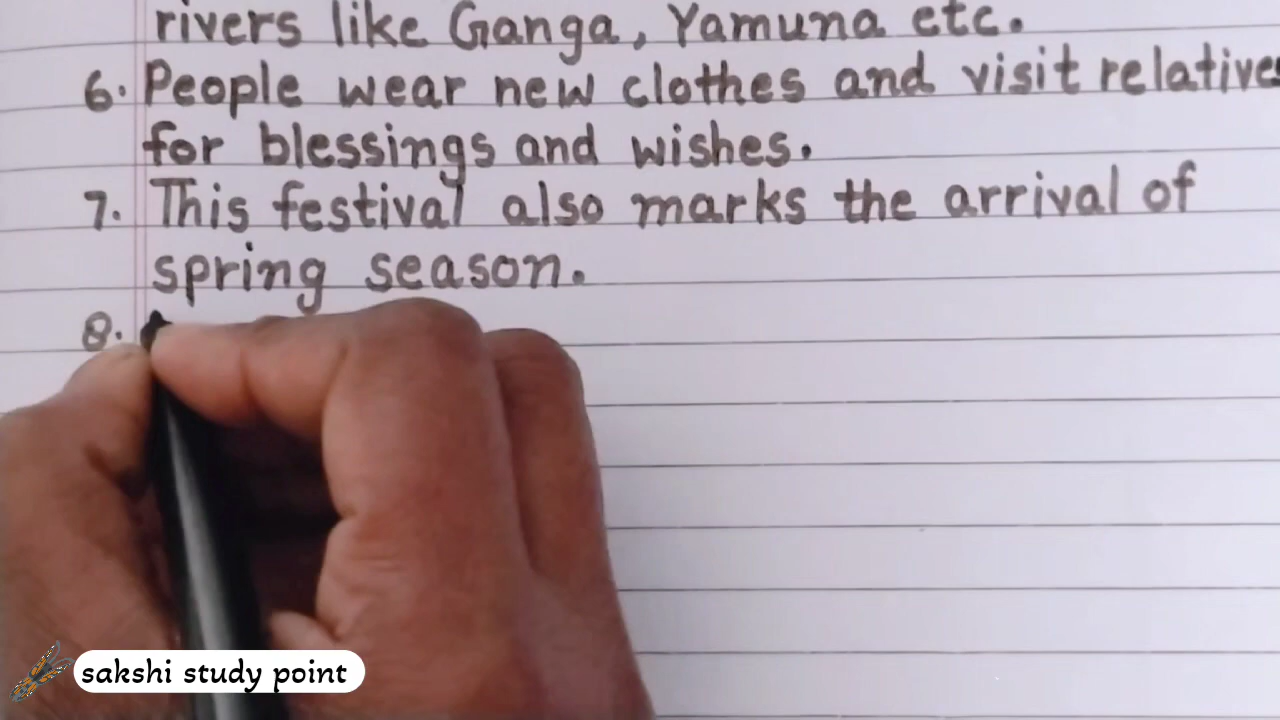 rivers like Ganga, Yamuna etc.
6. People wear new clothes and visit relatives
for blessings and wishes.
7. This festival also marks the arrival of
spring season.
8.
sakshi study point